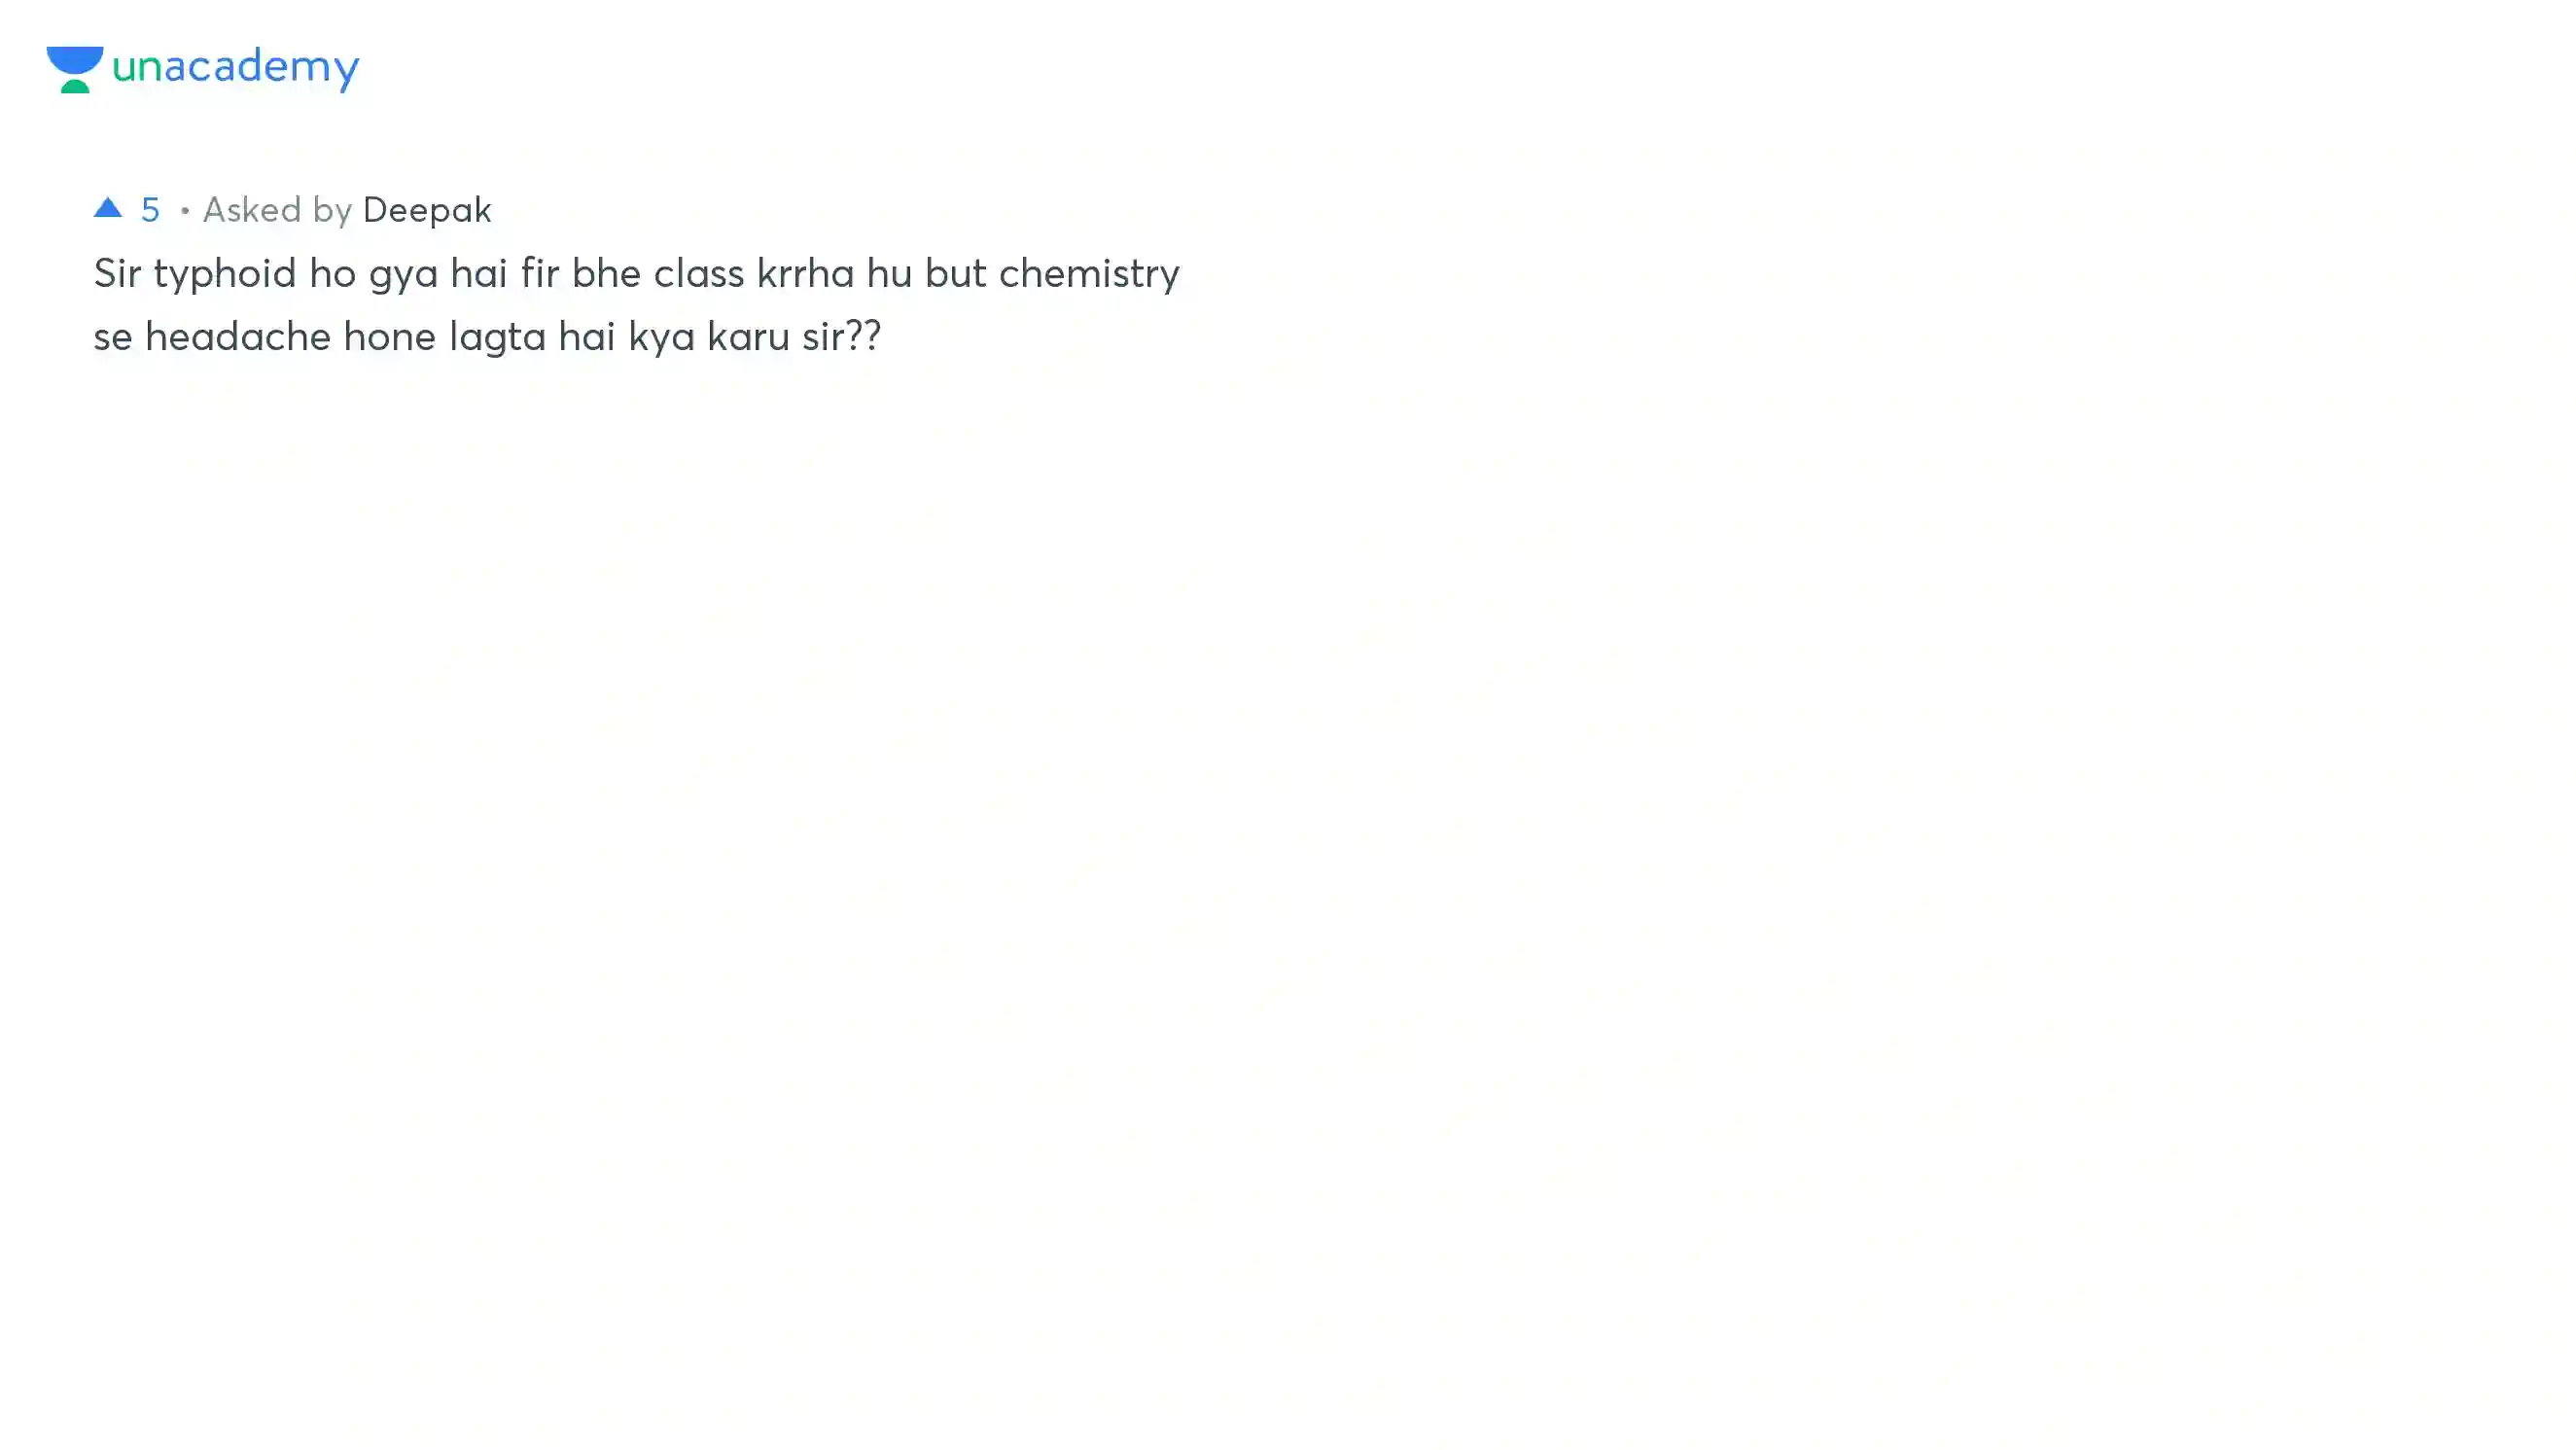 unacademy
▲ 5 • Asked by Deepak
Sir typhoid ho gya hai fir bhe class krrha hu but chemistry
se headache hone lagta hai kya karu sir??